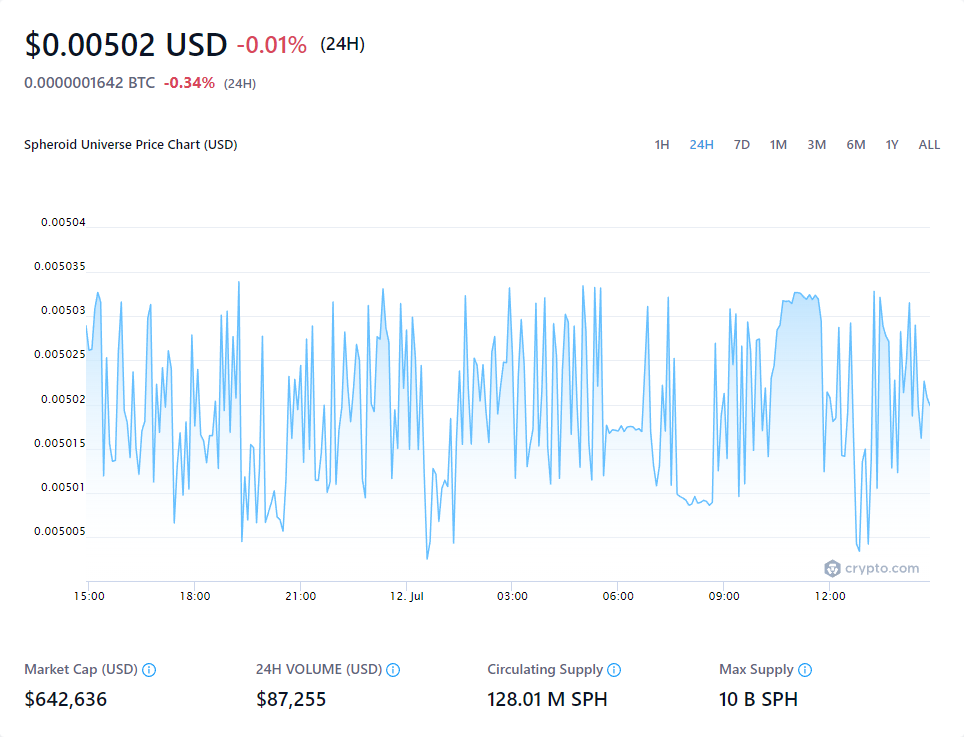 $0.00502 USD -0.01% (24H)
0.0000001642 BTC -0.34% (24H)
Spheroid Universe Price Chart (USD) 1H 24H 7D 1M 3M 6M 1Y ALL
0.00504
0.005035
0.00503
0.005025
0.00502
0.005015
0.00501
0.005005
crypto.com
15:00 18:00 21:00 12. Jul 03:00 06:00 09:00 12:00
Market Cap (USD) 24H VOLUME (USD) Circulating Supply Max Supply
$642,636 $87,255 128.01 M SPH 10 B SPH